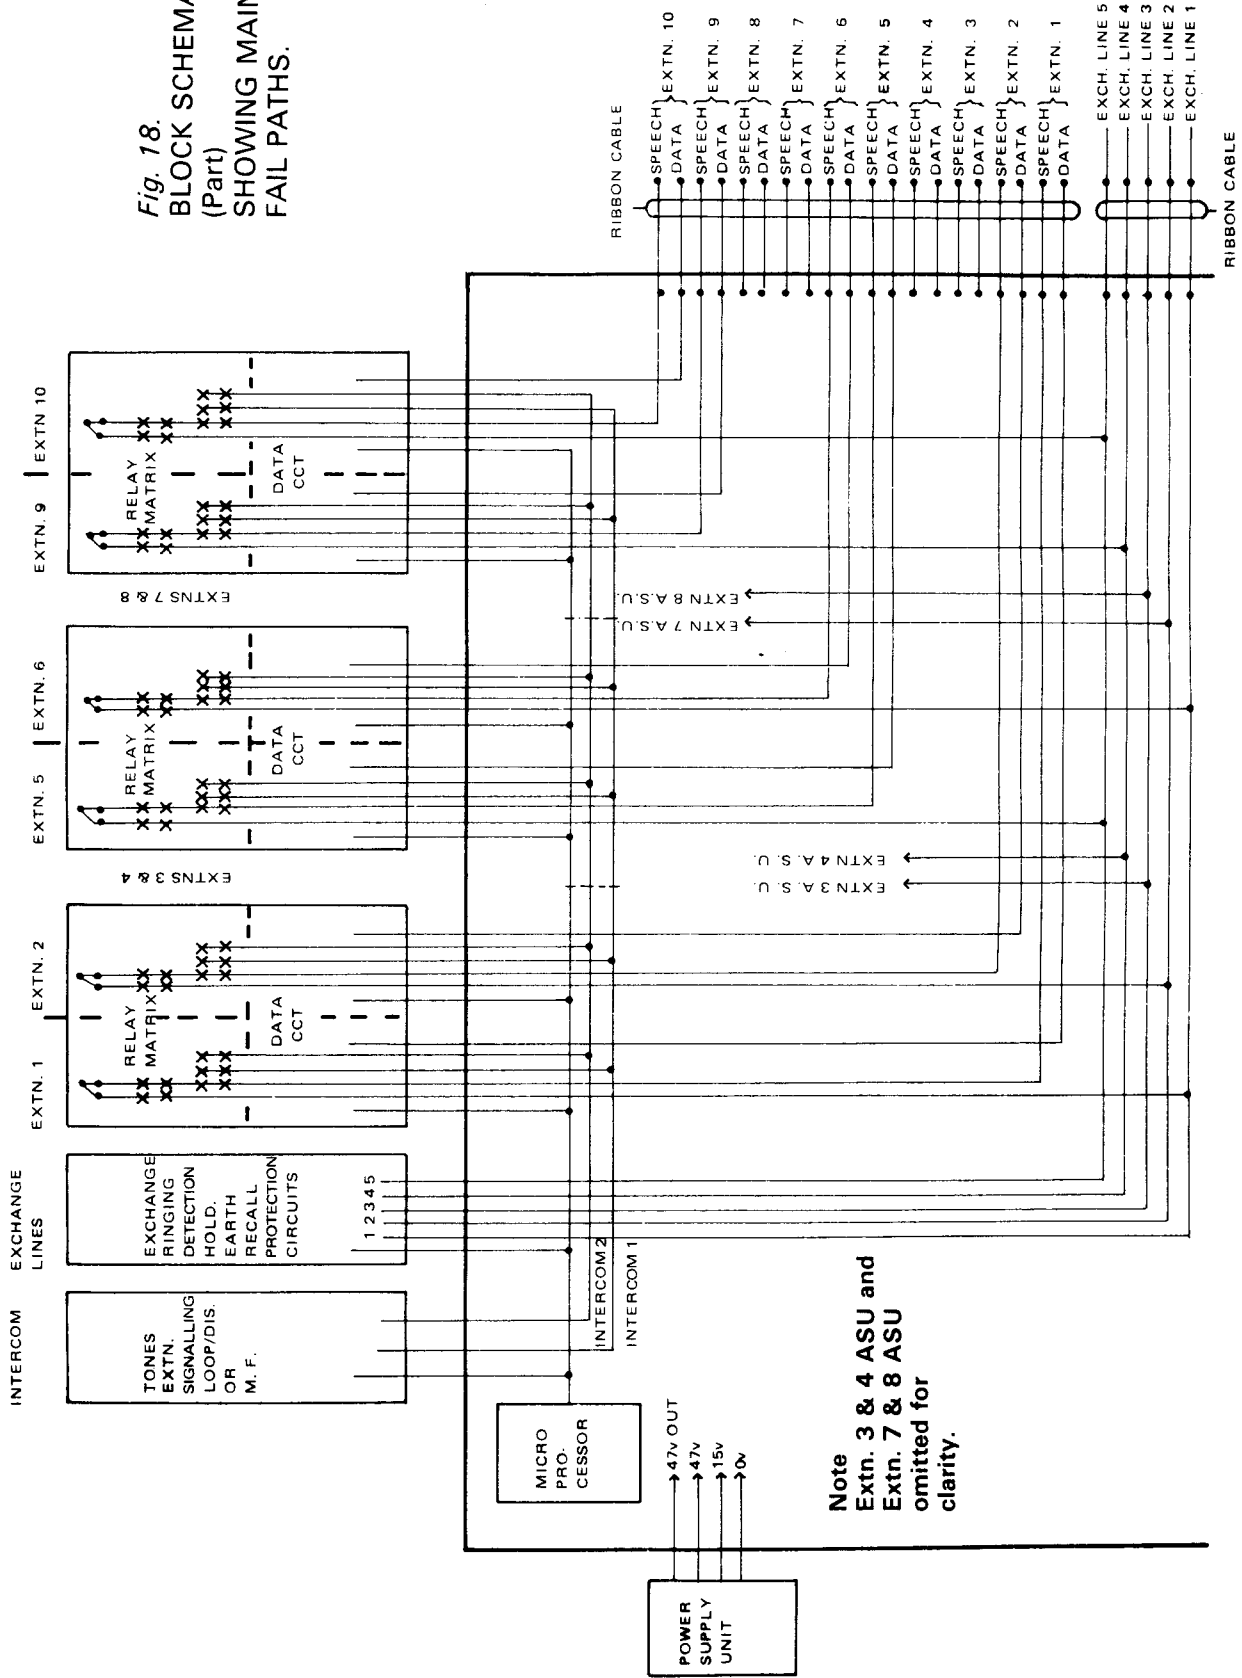 Fig. 18.
BLOCK SCHEMA
(Part)
SHOWING MAIN
FAIL PATHS.
INTERCOM
EXCHANGE
LINES
EXTN. 1
EXTN. 2
EXTNS 3 & 4
EXTN. 5
EXTN. 6
EXTNS 7 & 8
EXTN. 9
EXTN 10
TONES
EXTN.
SIGNALLING
LOOP/DIS.
OR
M. F.
EXCHANGE
RINGING
DETECTION
HOLD.
EARTH
RECALL
PROTECTION
CIRCUITS
1 2 3 4 5
RELAY
MATRIX
DATA
CCT
RELAY
MATRIX
DATA
CCT
RELAY
MATRIX
DATA
CCT
MICRO
PRO-
CESSOR
INTERCOM 2
INTERCOM 1
EXTN 3 A. S. U.
EXTN 4 A. S. U.
EXTN 7 A.S.U.
EXTN 8 A.S.U.
POWER
SUPPLY
UNIT
47v OUT
47v
15v
0v
Note
Extn. 3 & 4 ASU and
Extn. 7 & 8 ASU
omitted for
clarity.
RIBBON CABLE
SPEECH
DATA
EXTN. 10
SPEECH
DATA
EXTN. 9
SPEECH
DATA
EXTN. 8
SPEECH
DATA
EXTN. 7
SPEECH
DATA
EXTN. 6
SPEECH
DATA
EXTN. 5
SPEECH
DATA
EXTN. 4
SPEECH
DATA
EXTN. 3
SPEECH
DATA
EXTN. 2
SPEECH
DATA
EXTN. 1
EXCH. LINE 5
EXCH. LINE 4
EXCH. LINE 3
EXCH. LINE 2
EXCH. LINE 1
RIBBON CABLE